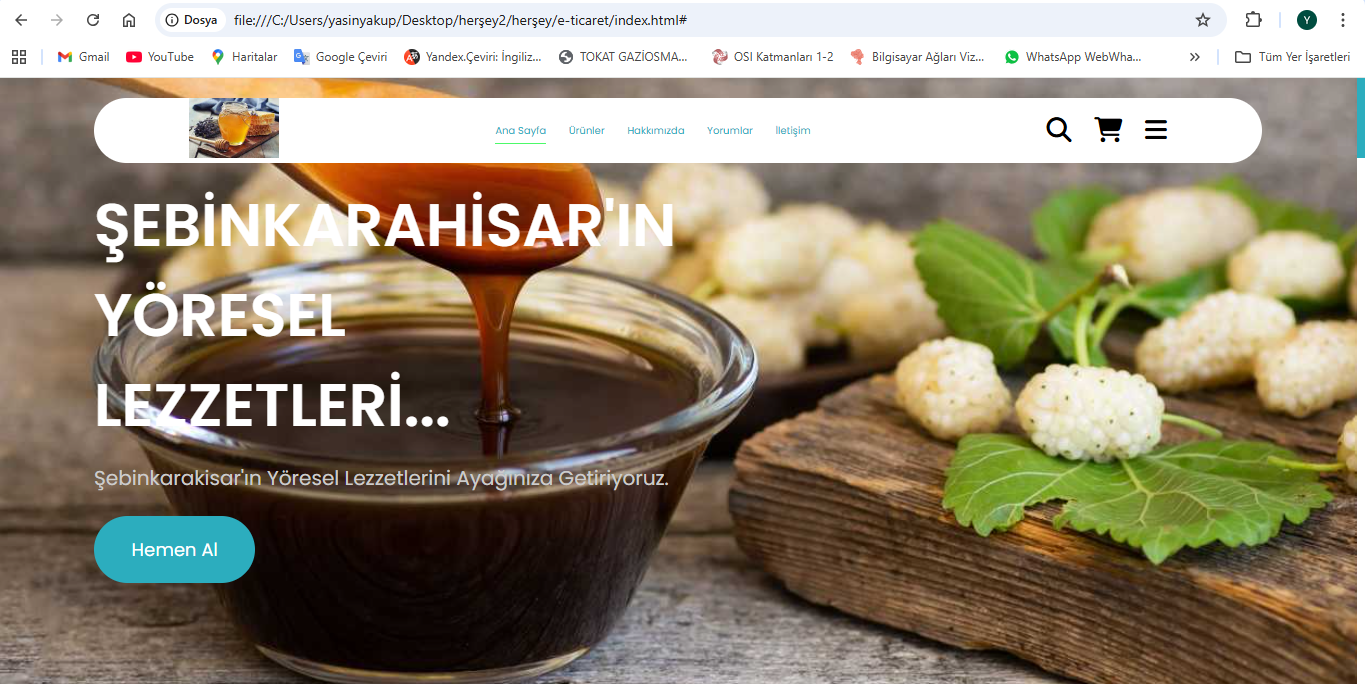 Dosya
file:///C:/Users/yasinyakup/Desktop/herşey2/herşey/e-ticaret/index.html#
Y
Gmail
YouTube
Haritalar
Google Çeviri
Yandex.Çeviri: İngiliz...
TOKAT GAZİOSMA...
OSI Katmanları 1-2
Bilgisayar Ağları Viz...
WhatsApp WebWha...
Tüm Yer İşaretleri
Ana Sayfa
Ürünler
Hakkımızda
Yorumlar
İletişim
ŞEBİNKARAHİSAR'IN
YÖRESEL
LEZZETLERİ...
Şebinkarakisar'ın Yöresel Lezzetlerini Ayağınıza Getiriyoruz.
Hemen Al